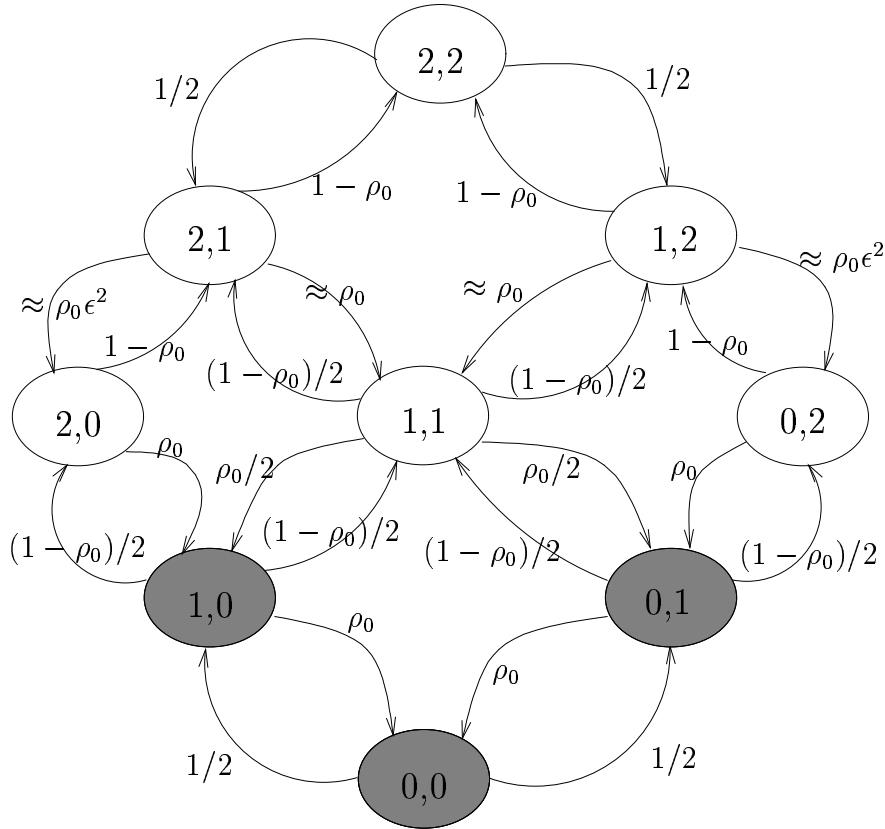 2,2
1/2
1/2
1 − ρ₀
1 − ρ₀
2,1
1,2
≈ ρ₀ϵ²
≈ ρ₀
≈ ρ₀
≈ ρ₀ϵ²
1 − ρ₀
(1 − ρ₀)/2
(1 − ρ₀)/2
1 − ρ₀
2,0
1,1
0,2
ρ₀
ρ₀/2
ρ₀/2
ρ₀
(1 − ρ₀)/2
(1 − ρ₀)/2
(1 − ρ₀)/2
(1 − ρ₀)/2
1,0
0,1
ρ₀
ρ₀
1/2
1/2
0,0